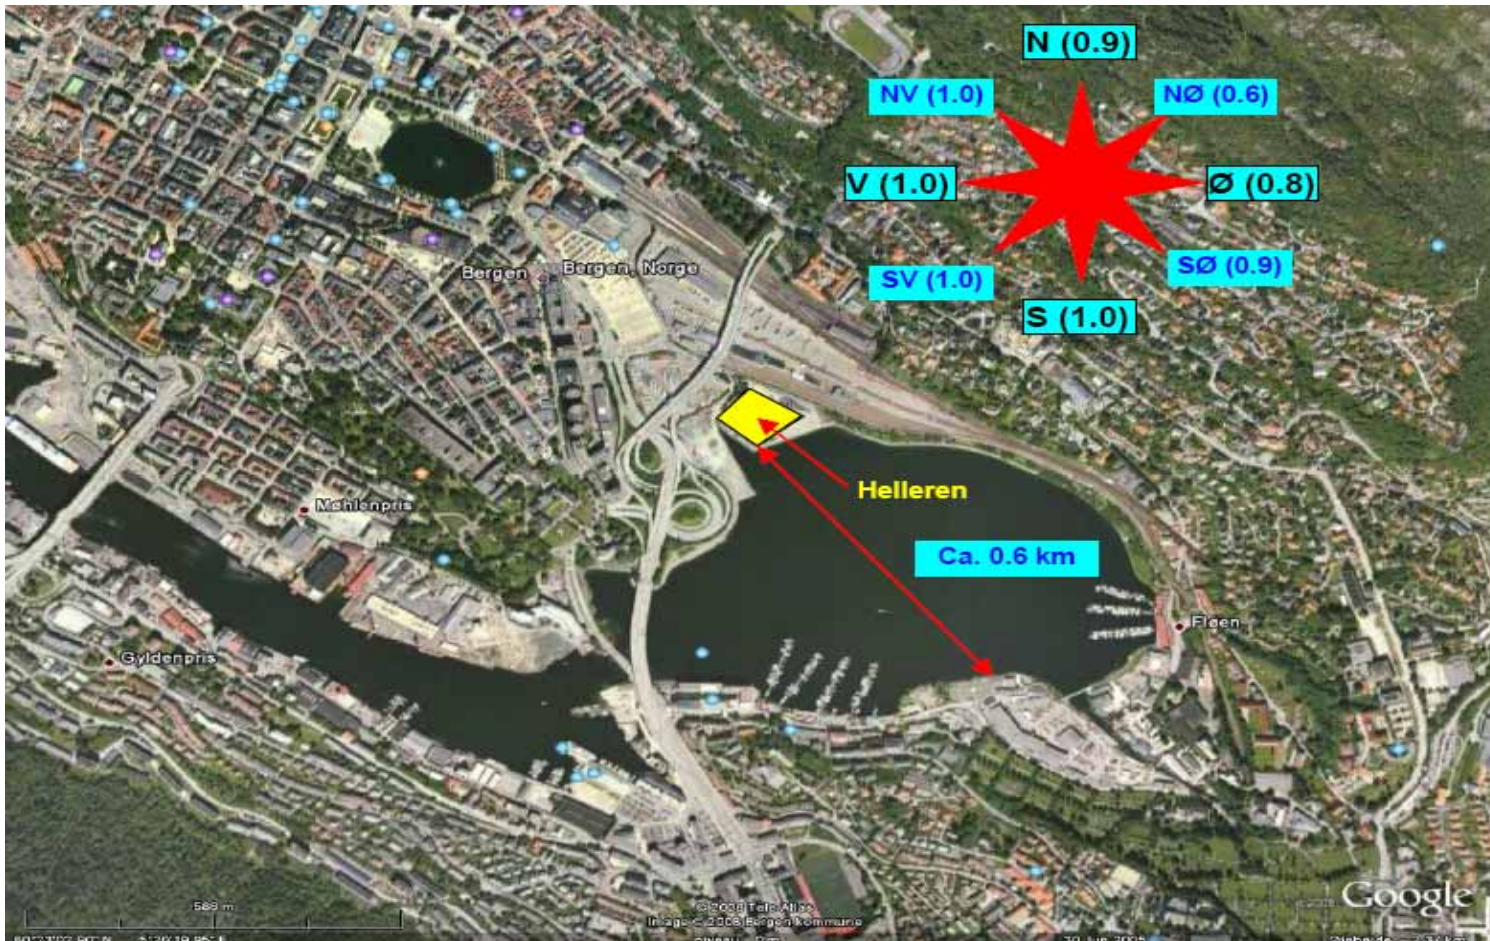 N (0.9)
NV (1.0)
NØ (0.6)
V (1.0)
Ø (0.8)
SV (1.0)
SØ (0.9)
S (1.0)
Bergen
Bergen, Norge
Helleren
Møhlenpris
Ca. 0.6 km
Fløen
Gyldenpris
Google
586 m
© 2008 Tele Atlas
Image © 2008 Bergen kommune